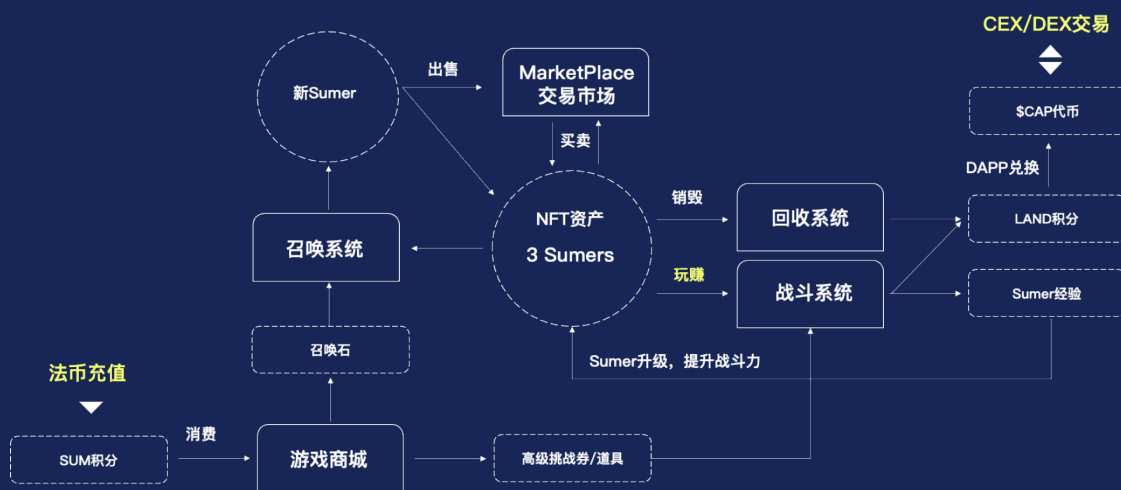 CEX/DEX交易
出售
MarketPlace
交易市场
新Sumer
$CAP代币
买卖
DAPP兑换
销毁
NFT资产
3 Sumers
回收系统
LAND积分
召唤系统
玩赚
战斗系统
Sumer经验
召唤石
Sumer升级，提升战斗力
法币充值
消费
SUM积分
游戏商城
高级挑战券/道具